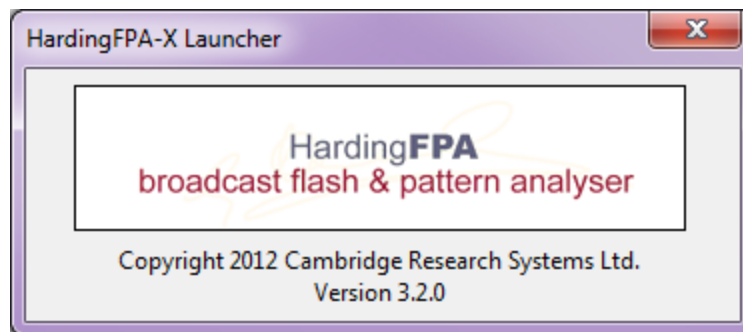 HardingFPA-X Launcher
HardingFPA
broadcast flash & pattern analyser
Copyright 2012 Cambridge Research Systems Ltd.
Version 3.2.0